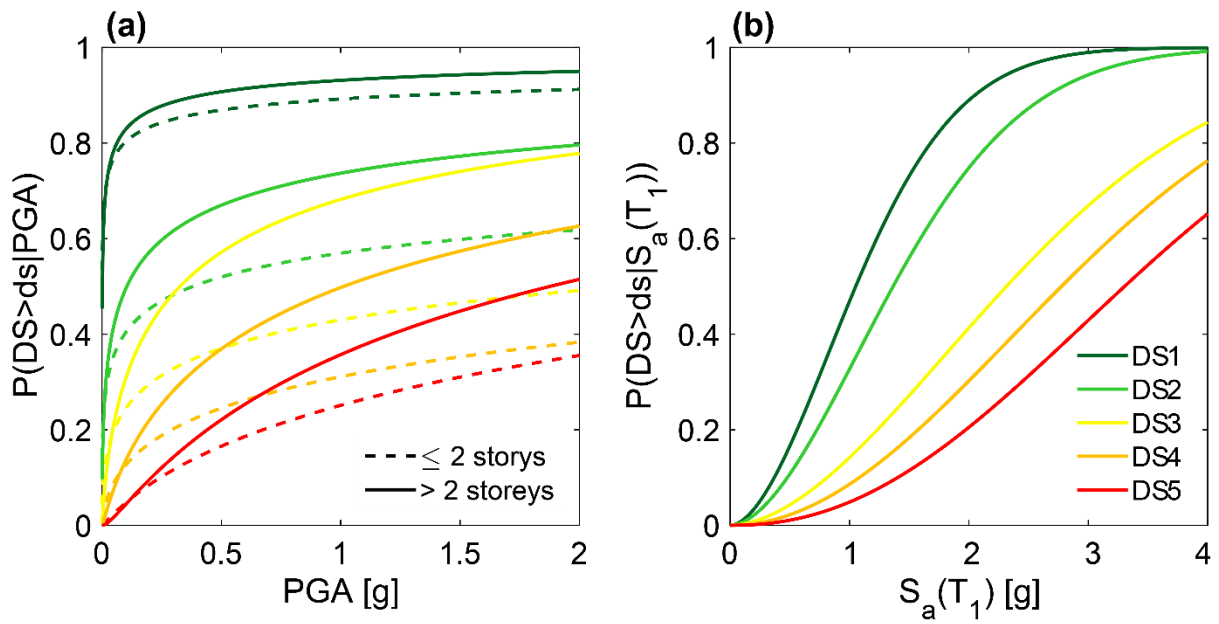 (a)
P(DS>ds|PGA)
1
0.8
0.6
0.4
0.2
0
0 0.5 1 1.5 2
PGA [g]
≤ 2 storys
> 2 storeys
(b)
P(DS>ds|S_a(T_1))
1
0.8
0.6
0.4
0.2
0
0 1 2 3 4
S_a(T_1) [g]
DS1
DS2
DS3
DS4
DS5